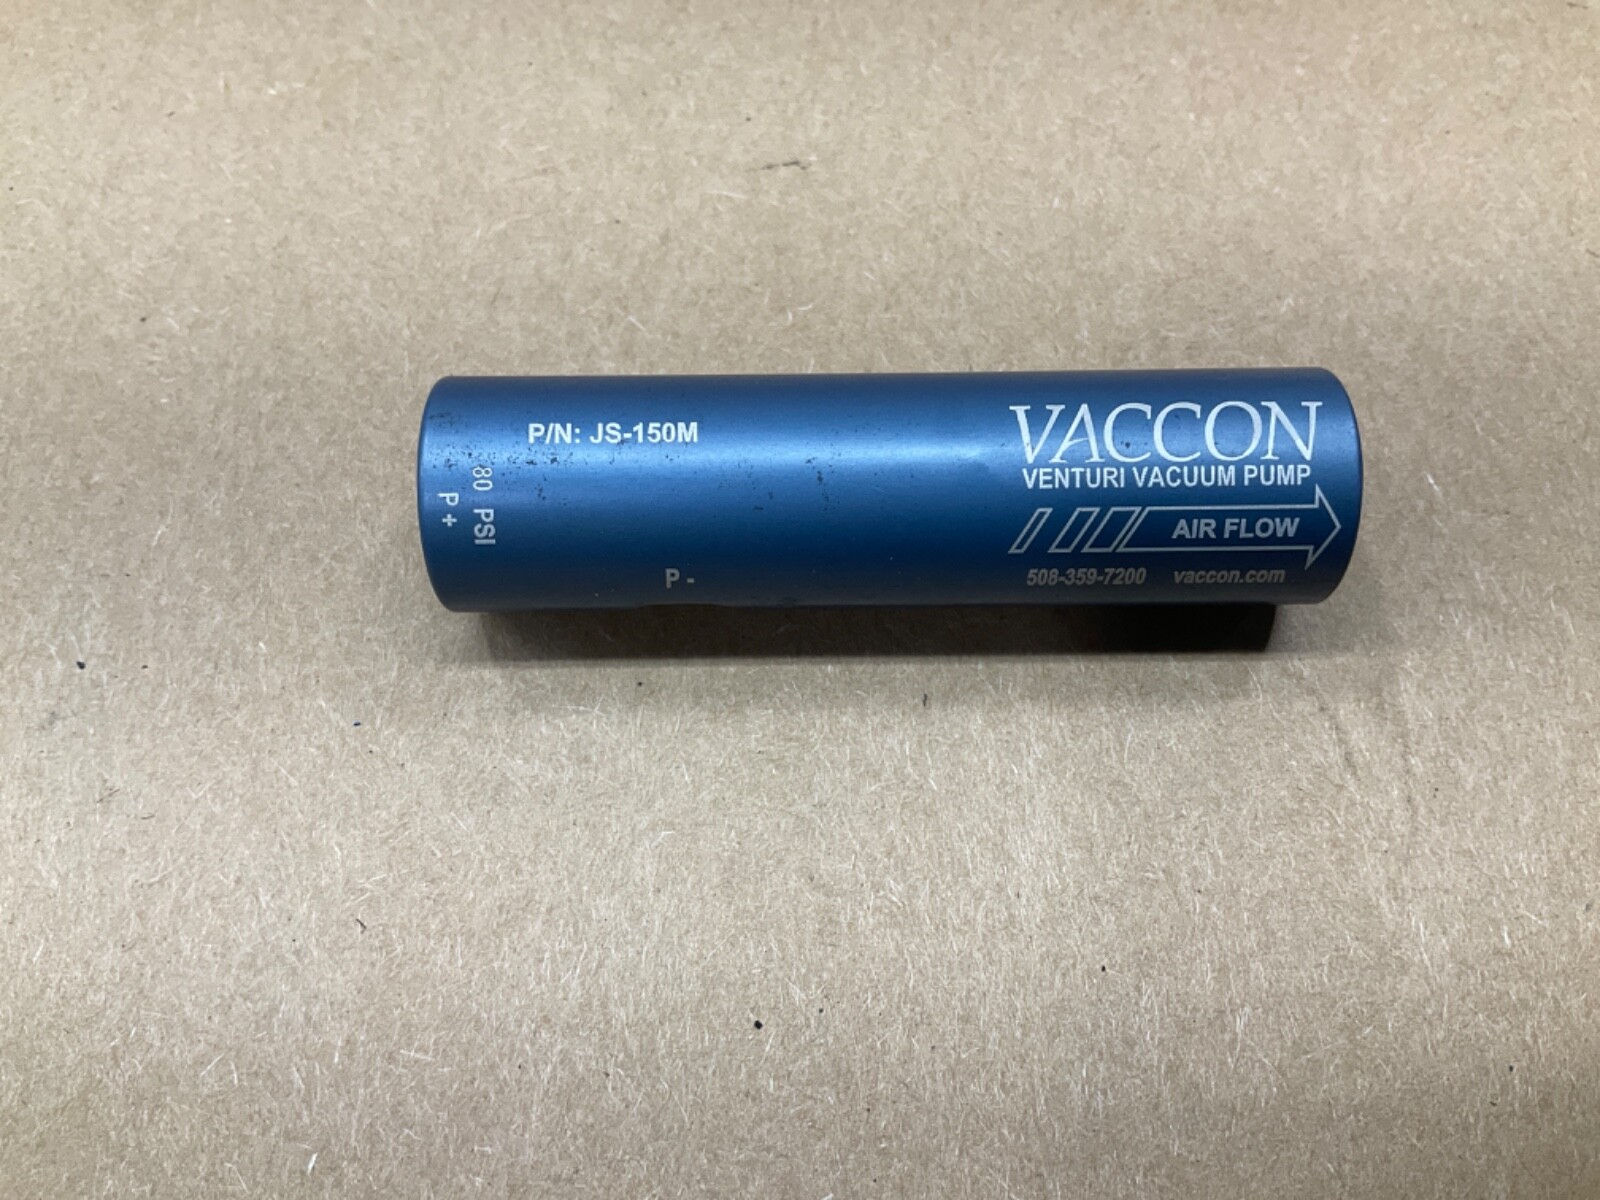 P/N: JS-150M
80 PSI
P +
P -
VACCON
VENTURI VACUUM PUMP
AIR FLOW
508-359-7200 vaccon.com